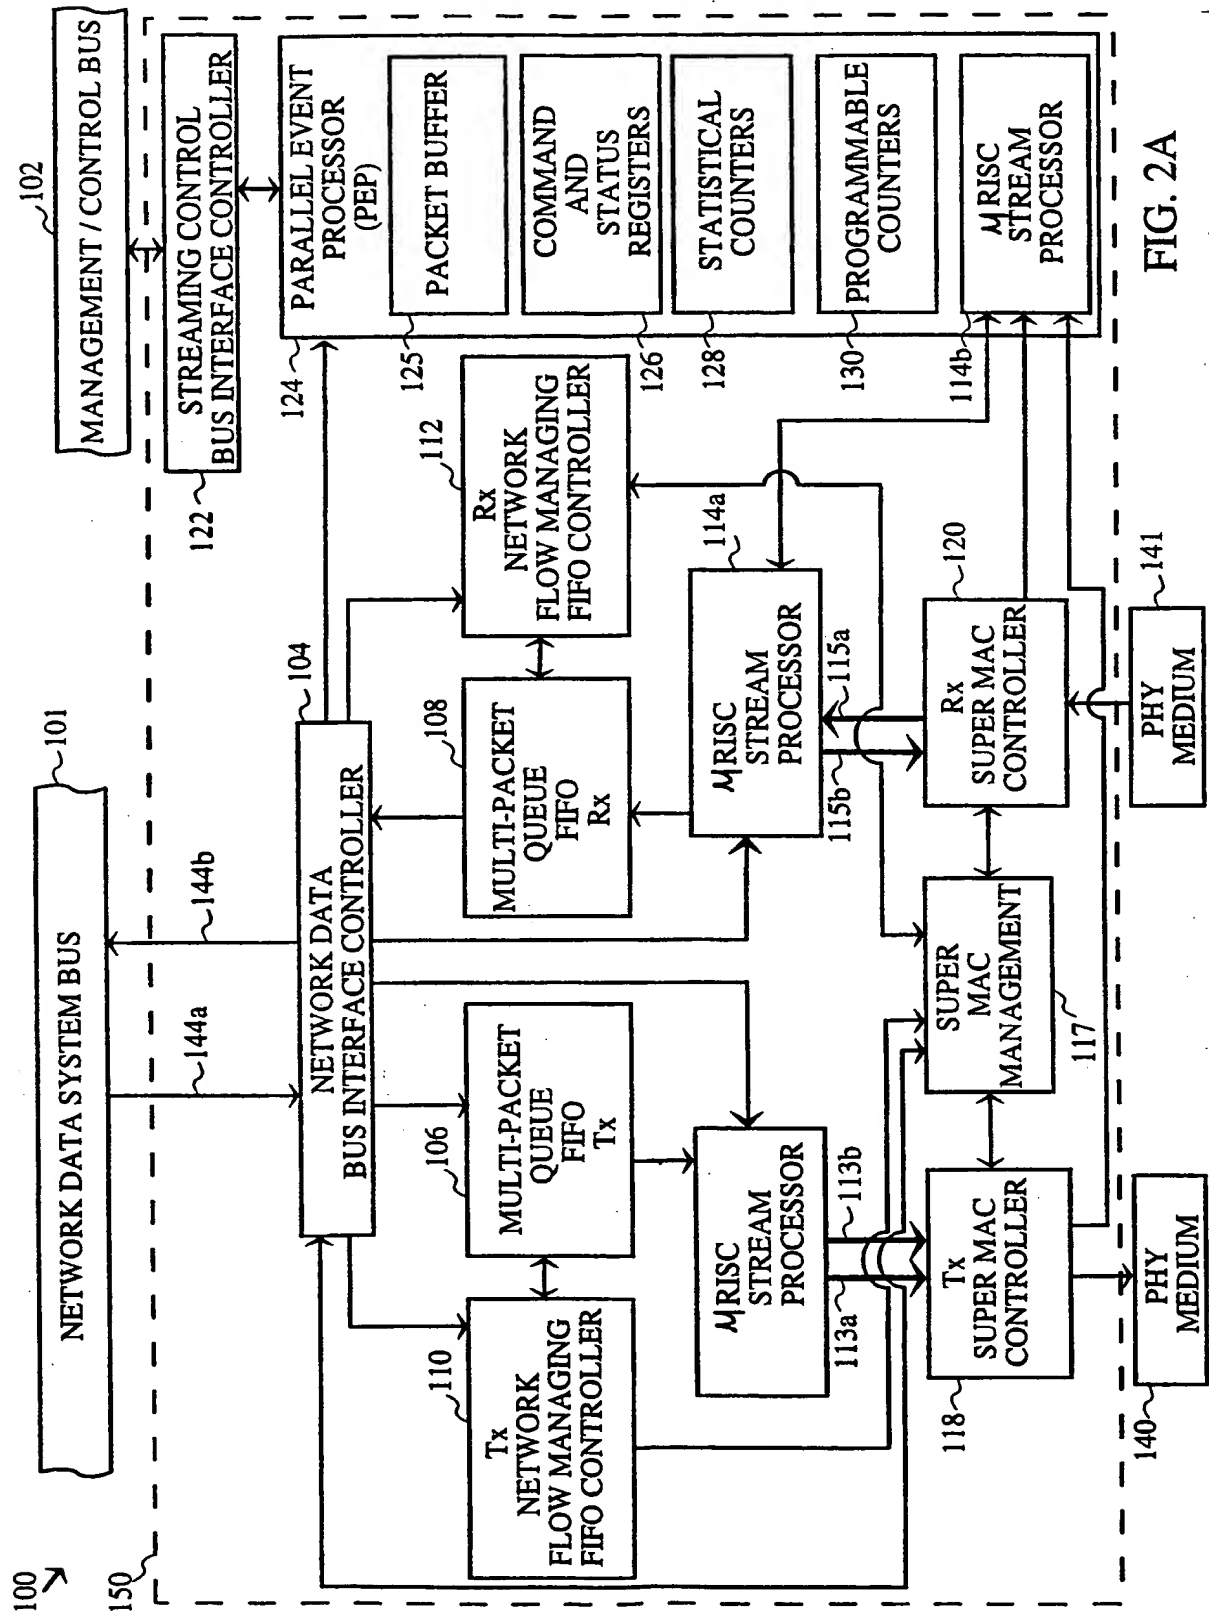 100
150
NETWORK DATA SYSTEM BUS
101
MANAGEMENT / CONTROL BUS
102
144a
144b
STREAMING CONTROL
BUS INTERFACE CONTROLLER
122
NETWORK DATA
BUS INTERFACE CONTROLLER
104
PARALLEL EVENT
PROCESSOR
(PEP)
124
PACKET BUFFER
125
COMMAND
AND
STATUS
REGISTERS
126
STATISTICAL
COUNTERS
128
PROGRAMMABLE
COUNTERS
130
μRISC
STREAM
PROCESSOR
114b
110
Tx
NETWORK
FLOW MANAGING
FIFO CONTROLLER
106
MULTI-PACKET
QUEUE
FIFO
Tx
108
MULTI-PACKET
QUEUE
FIFO
Rx
112
Rx
NETWORK
FLOW MANAGING
FIFO CONTROLLER
μRISC
STREAM
PROCESSOR
113a
113b
114a
μRISC
STREAM
PROCESSOR
115b
115a
118
Tx
SUPER MAC
CONTROLLER
SUPER
MAC
MANAGEMENT
117
120
Rx
SUPER MAC
CONTROLLER
140
PHY
MEDIUM
141
PHY
MEDIUM
FIG. 2A